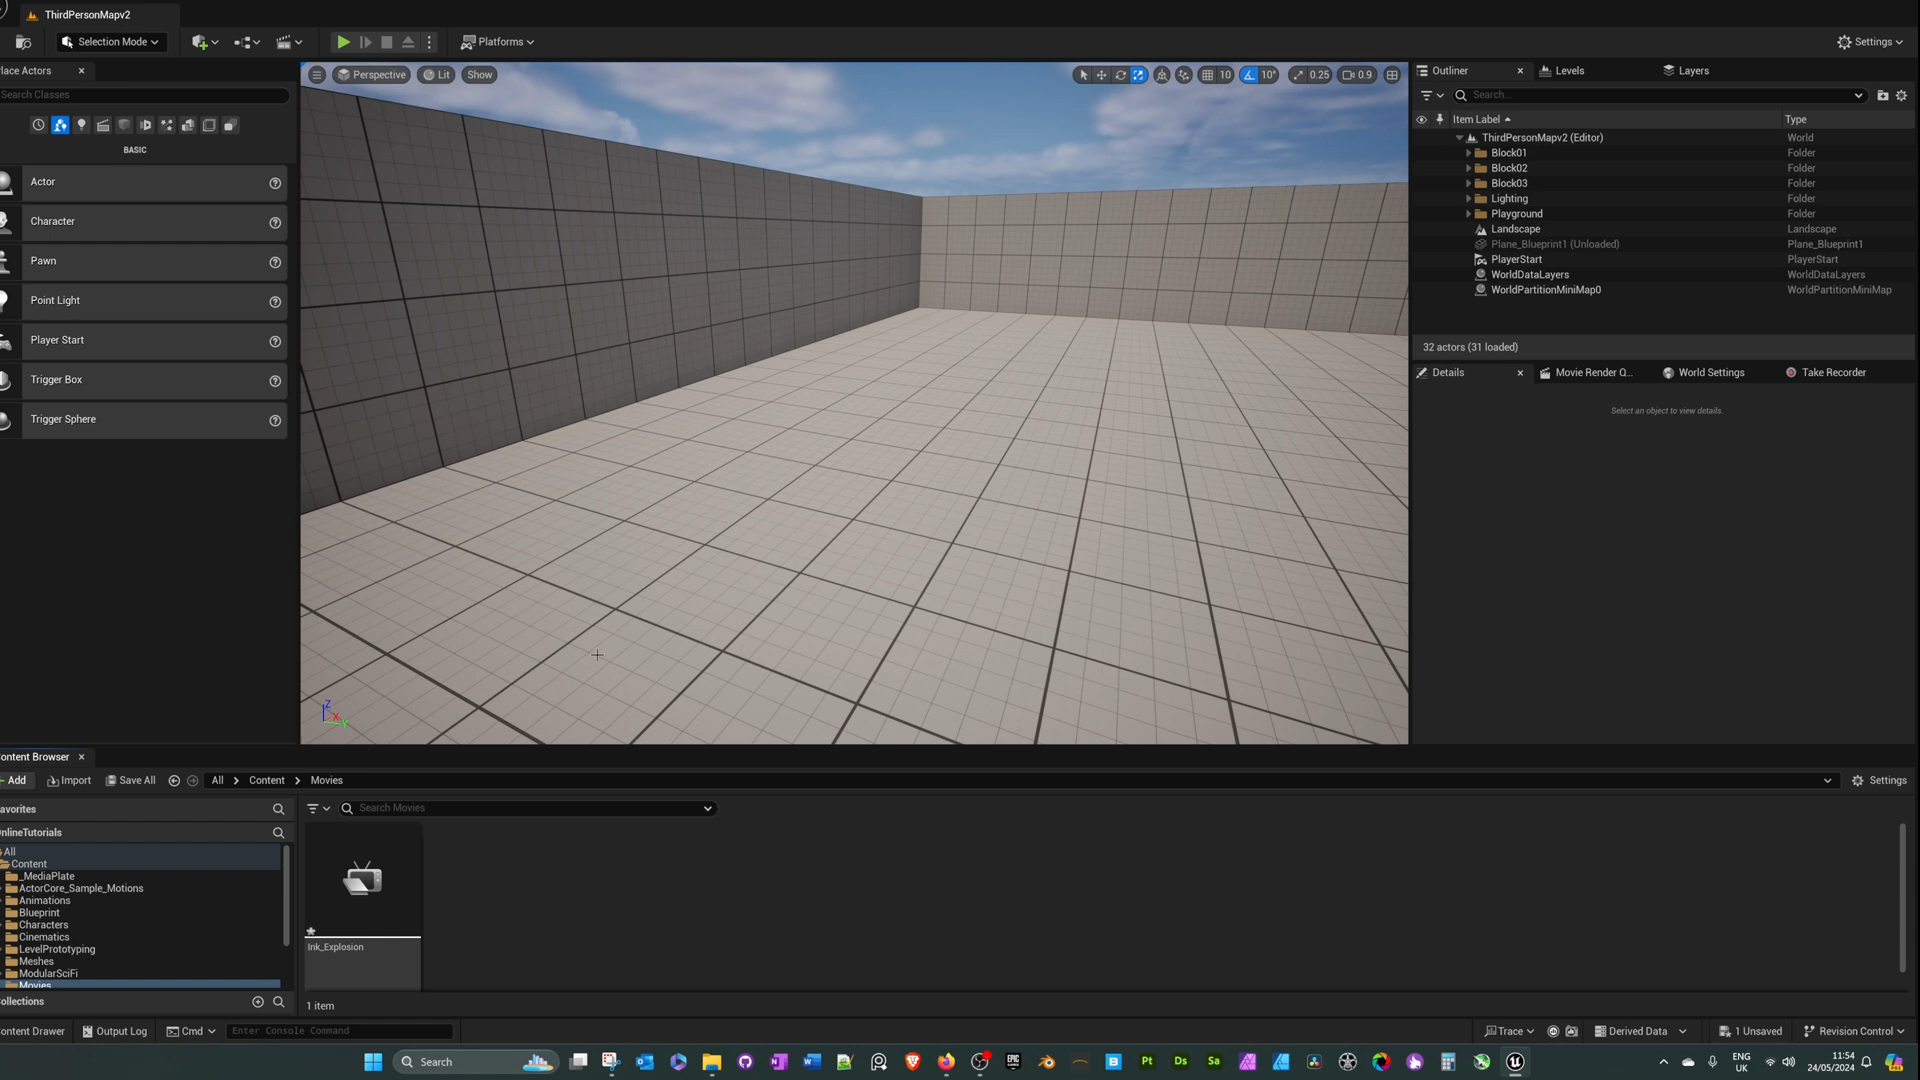 ThirdPersonMapv2
Selection Mode
Platforms
Settings
lace Actors
Search Classes
BASIC
Actor
Character
Pawn
Point Light
Player Start
Trigger Box
Trigger Sphere
Perspective
Lit
Show
10
10°
0.25
0.9
Outliner
Levels
Layers
Search...
Item Label
Type
ThirdPersonMapv2 (Editor)
World
Block01
Folder
Block02
Folder
Block03
Folder
Lighting
Folder
Playground
Folder
Landscape
Landscape
Plane_Blueprint1 (Unloaded)
Plane_Blueprint1
PlayerStart
PlayerStart
WorldDataLayers
WorldDataLayers
WorldPartitionMiniMap0
WorldPartitionMiniMap
32 actors (31 loaded)
Details
Movie Render Q...
World Settings
Take Recorder
Select an object to view details.
Z
X
Y
ontent Browser
Add
Import
Save All
All
Content
Movies
Settings
avorites
nlineTutorials
All
Content
_MediaPlate
ActorCore_Sample_Motions
Animations
Blueprint
Characters
Cinematics
LevelPrototyping
Meshes
ModularSciFi
Movies
ollections
Search Movies
Ink_Explosion
1 item
ontent Drawer
Output Log
Cmd
Enter Console Command
Trace
Derived Data
1 Unsaved
Revision Control
Search
EPIC
B
Pt
Ds
Sa
ENG
UK
11:54
24/05/2024